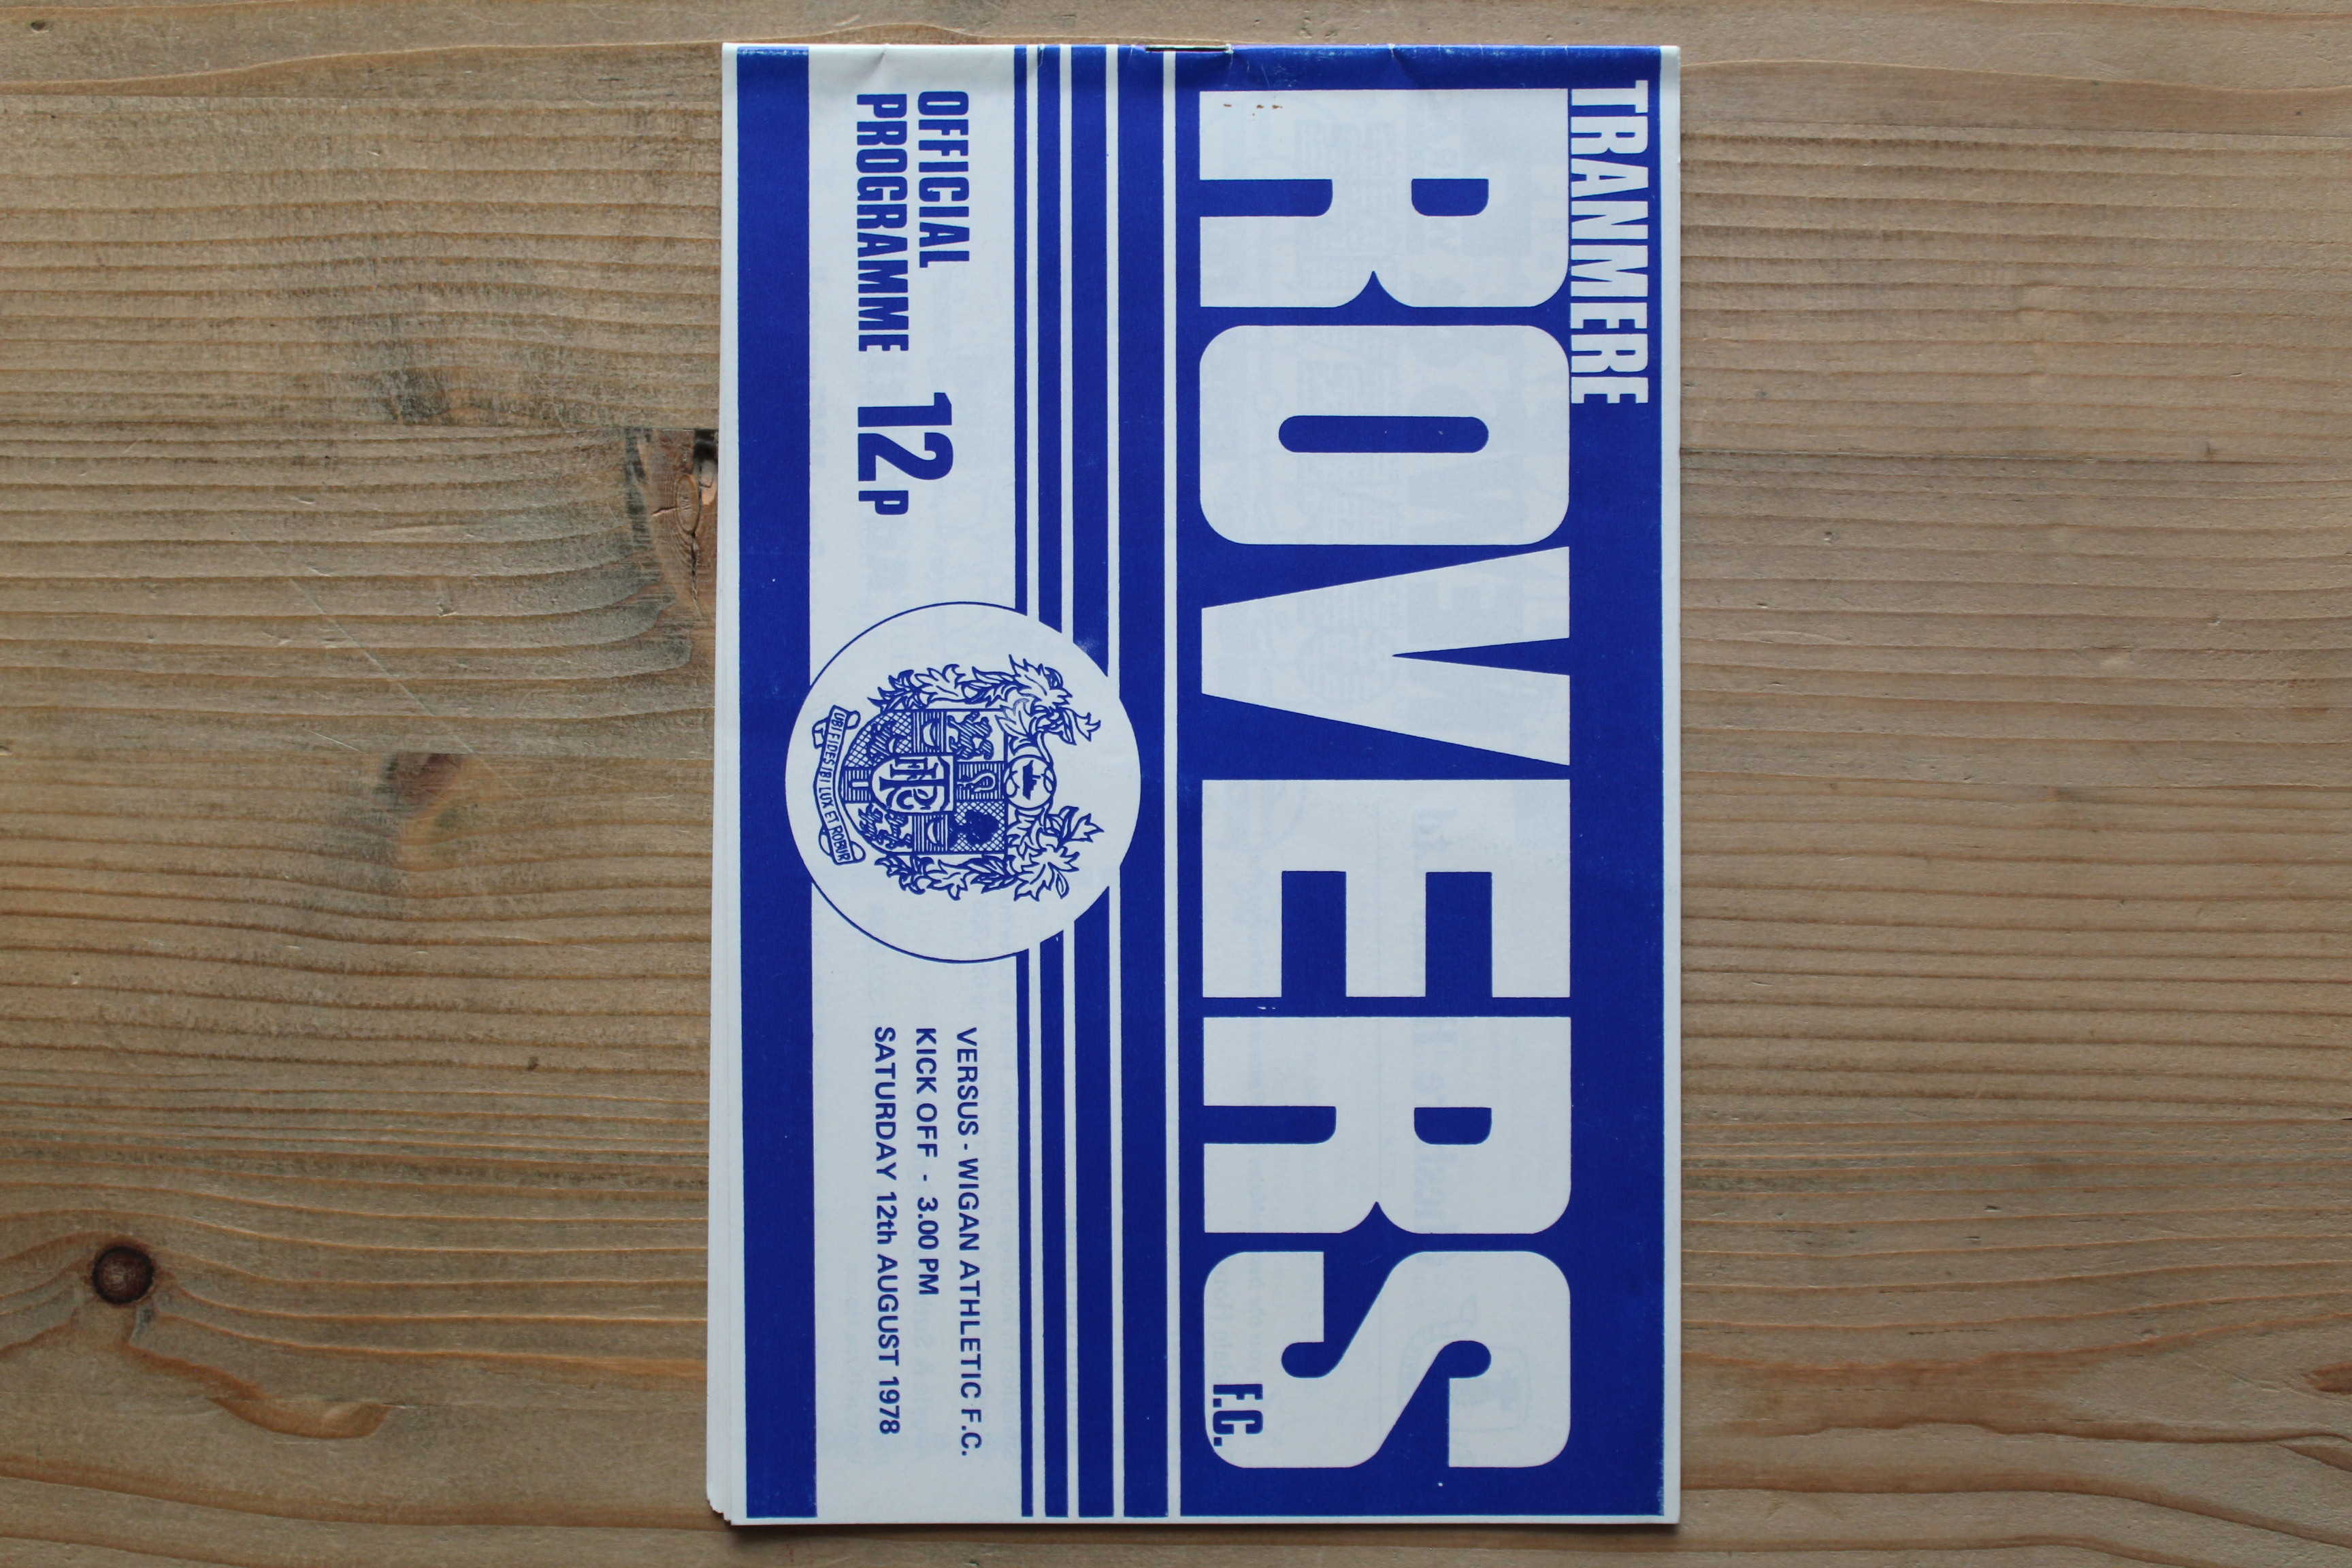 TRANMERE
ROVERS
F.C.
OFFICIAL
PROGRAMME 12p
UBI FIDES IBI LUX ET ROBUR
VERSUS - WIGAN ATHLETIC F.C.
KICK OFF - 3.00 PM
SATURDAY 12th AUGUST 1978